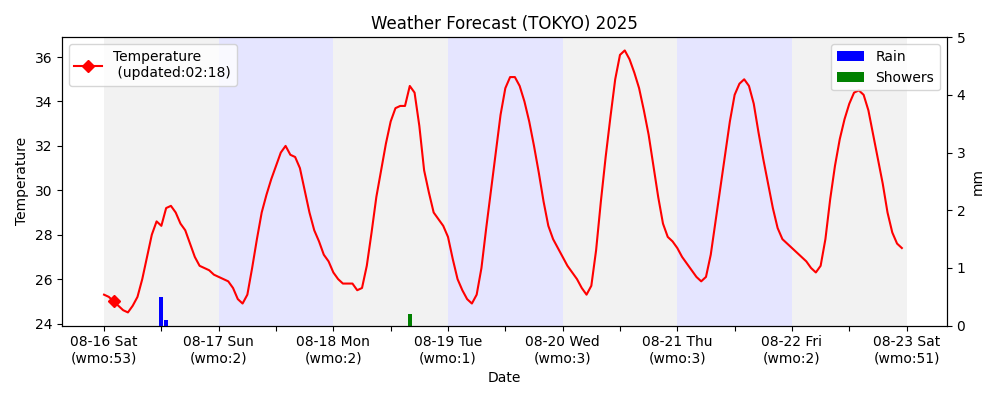 Weather Forecast (TOKYO) 2025
Temperature
(updated:02:18)
Rain
Showers
Temperature
36
34
32
30
28
26
24
5
4
3
2
1
0
mm
08-16 Sat
(wmo:53)
08-17 Sun
(wmo:2)
08-18 Mon
(wmo:2)
08-19 Tue
(wmo:1)
08-20 Wed
(wmo:3)
08-21 Thu
(wmo:3)
08-22 Fri
(wmo:2)
08-23 Sat
(wmo:51)
Date